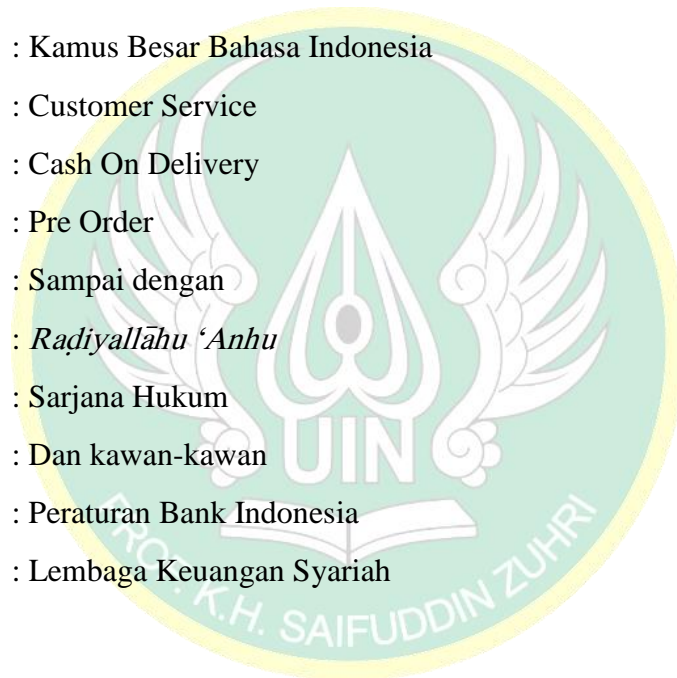 : Kamus Besar Bahasa Indonesia
: Customer Service
: Cash On Delivery
: Pre Order
: Sampai dengan
: Raḍiyallāhu ‘Anhu
: Sarjana Hukum
: Dan kawan-kawan
: Peraturan Bank Indonesia
: Lembaga Keuangan Syariah
UIN
PROF. K.H. SAIFUDDIN ZUHRI